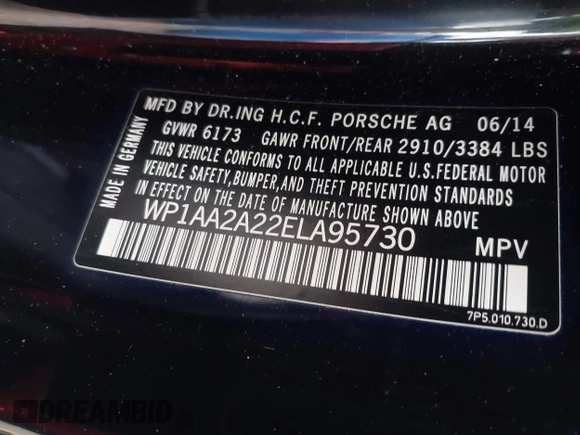 MFD BY DR.ING H.C.F. PORSCHE AG 06/14
GVWR 6173 GAWR FRONT/REAR 2910/3384 LBS
THIS VEHICLE CONFORMS TO ALL APPLICABLE U.S.FEDERAL MOTOR
VEHICLE SAFETY,BUMPER,AND THEFT PREVENTION STANDARDS
IN EFFECT ON THE DATE OF MANUFACTURE SHOWN ABOVE
WP1AA2A22ELA95730 MPV
7P5.010.730.D
MADE IN GERMANY
DREAMBID